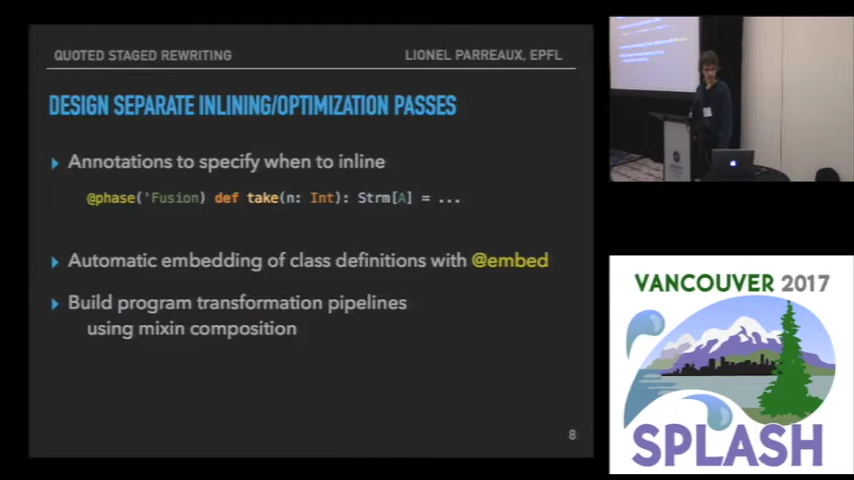 QUOTED STAGED REWRITING
LIONEL PARREAUX, EPFL
DESIGN SEPARATE INLINING/OPTIMIZATION PASSES
Annotations to specify when to inline
@phase('Fusion) def take(n: Int): Strm[A] = ...
Automatic embedding of class definitions with @embed
Build program transformation pipelines
using mixin composition
8
VANCOUVER 2017
SPLASH